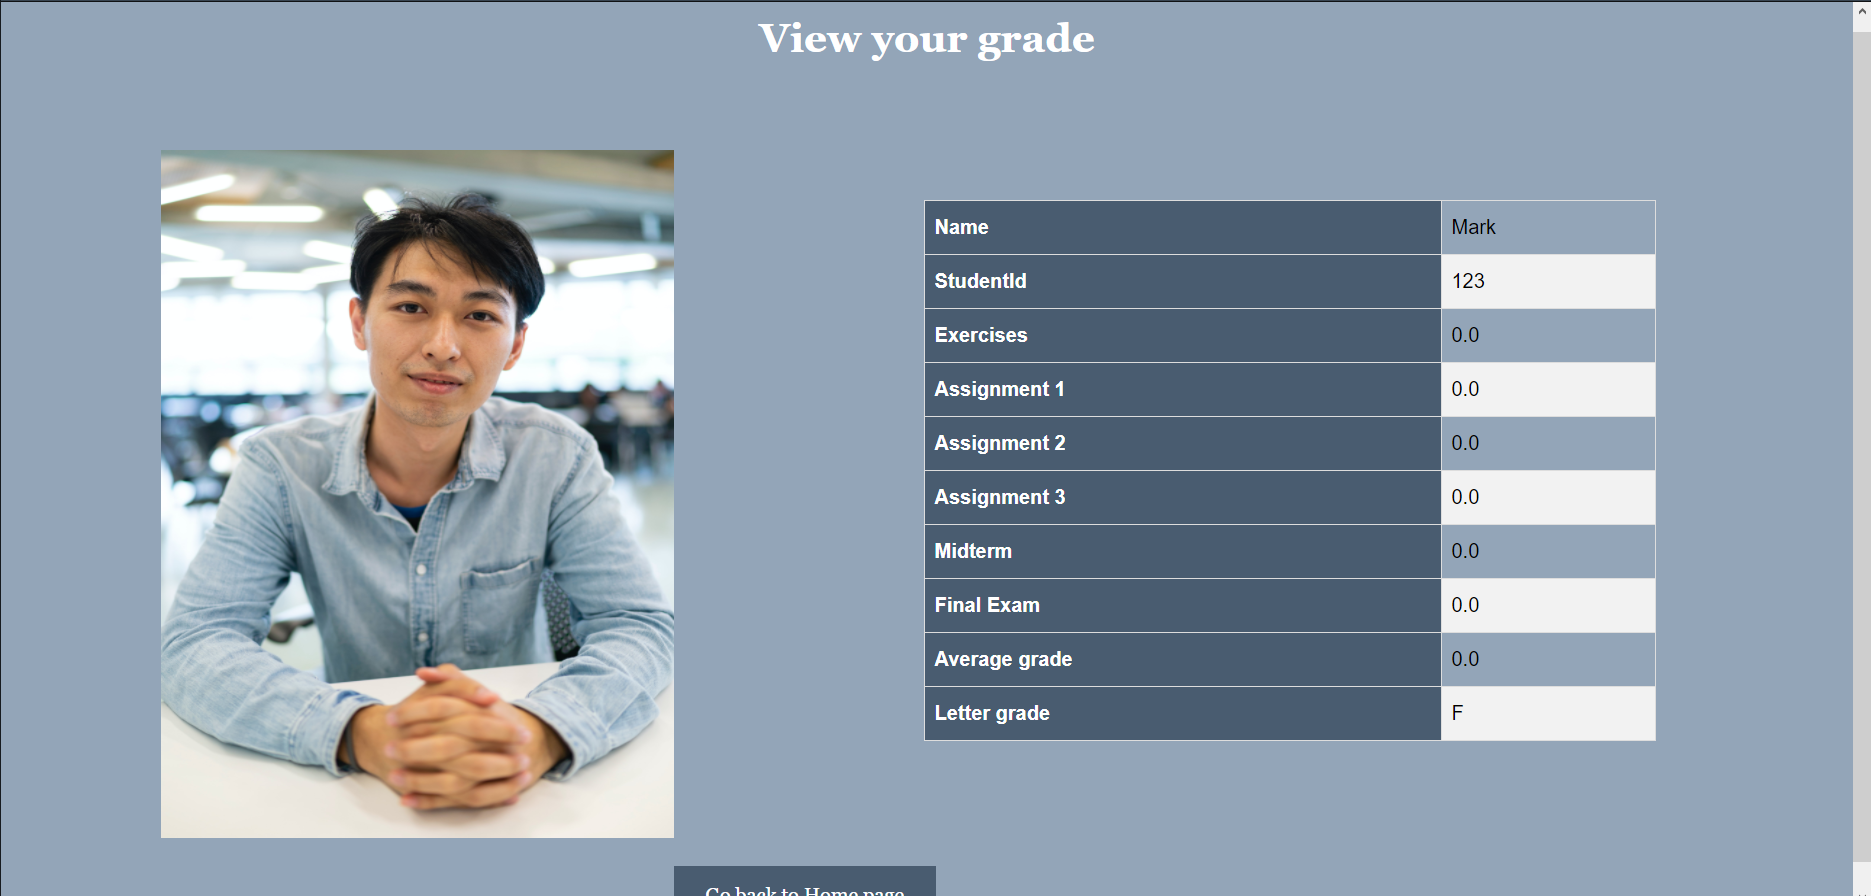 View your grade
Name Mark
StudentId 123
Exercises 0.0
Assignment 1 0.0
Assignment 2 0.0
Assignment 3 0.0
Midterm 0.0
Final Exam 0.0
Average grade 0.0
Letter grade F
Go back to Home page